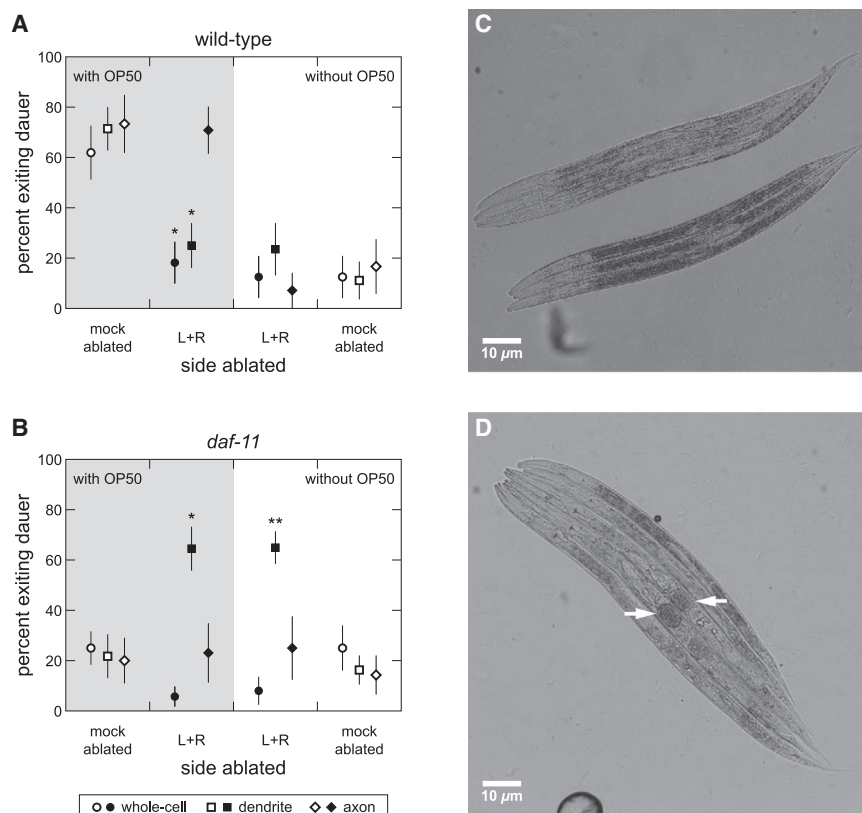 A
wild-type
with OP50
without OP50
100
80
60
40
20
0
percent exiting dauer
* *
mock ablated
L+R
L+R
mock ablated
side ablated
B
daf-11
with OP50
without OP50
100
80
60
40
20
0
percent exiting dauer
* **
mock ablated
L+R
L+R
mock ablated
side ablated
whole-cell dendrite axon
C
10 µm
D
10 µm